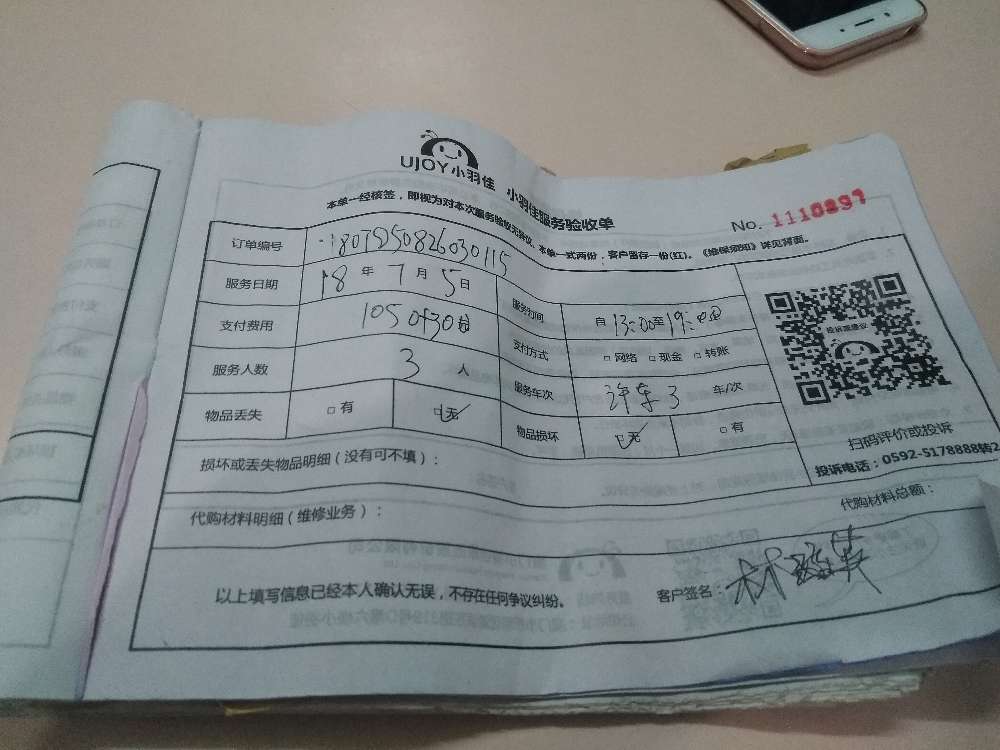 UJOY小羽佳 小羽佳服务验收单
No. 1110897
本单一经核签，即视为对本次服务验收无异议。本单一式两份，客户留存一份(红)。《维保须知》详见背面。
订单编号
服务日期 18 年 7 月 5 日 服务时间 自 13:00 至 19:00
支付费用 支付方式 □ 网络 □ 现金 □ 转账
服务人数 3 人 服务车次 3 车/次
物品丢失 □ 有 □ 无 物品损坏 □ 无 □ 有
投诉或建议
扫码评价或投诉
投诉电话：0592-5178888转2
损坏或丢失物品明细（没有可不填）：
代购材料明细（维修业务）： 代购材料总额：
以上填写信息已经本人确认无误，不存在任何争议纠纷。 客户签名：